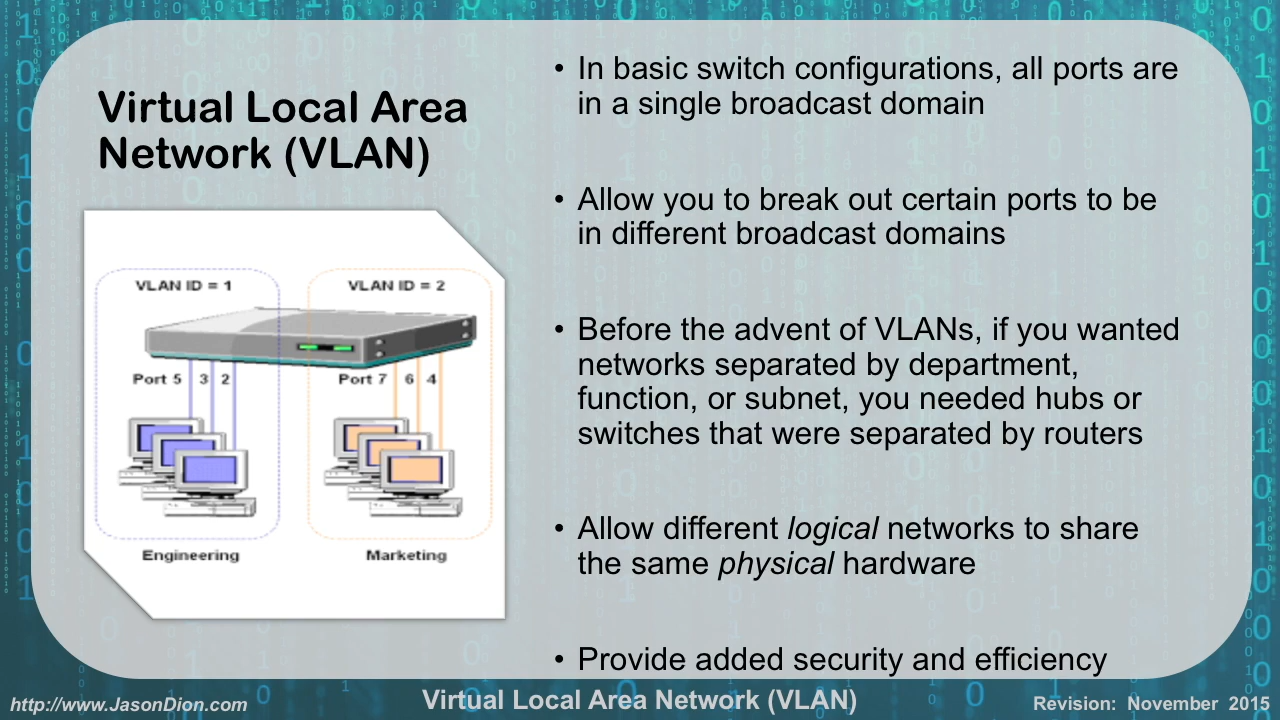 Virtual Local Area
Network (VLAN)
VLAN ID = 1
VLAN ID = 2
Port 5 3 2
Port 7 6 4
Engineering
Marketing
• In basic switch configurations, all ports are
in a single broadcast domain
• Allow you to break out certain ports to be
in different broadcast domains
• Before the advent of VLANs, if you wanted
networks separated by department,
function, or subnet, you needed hubs or
switches that were separated by routers
• Allow different logical networks to share
the same physical hardware
• Provide added security and efficiency
http://www.JasonDion.com
Virtual Local Area Network (VLAN)
Revision: November 2015